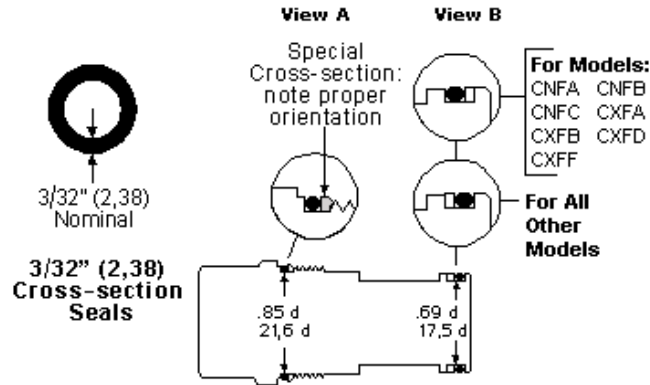 View A
View B
Special
Cross-section:
note proper
orientation
For Models:
CNFA CNFB
CNFC CXFA
CXFB CXFD
CXFF
3/32" (2,38)
Nominal
For All
Other
Models
3/32" (2,38)
Cross-section
Seals
.85 d
21,6 d
.69 d
17,5 d